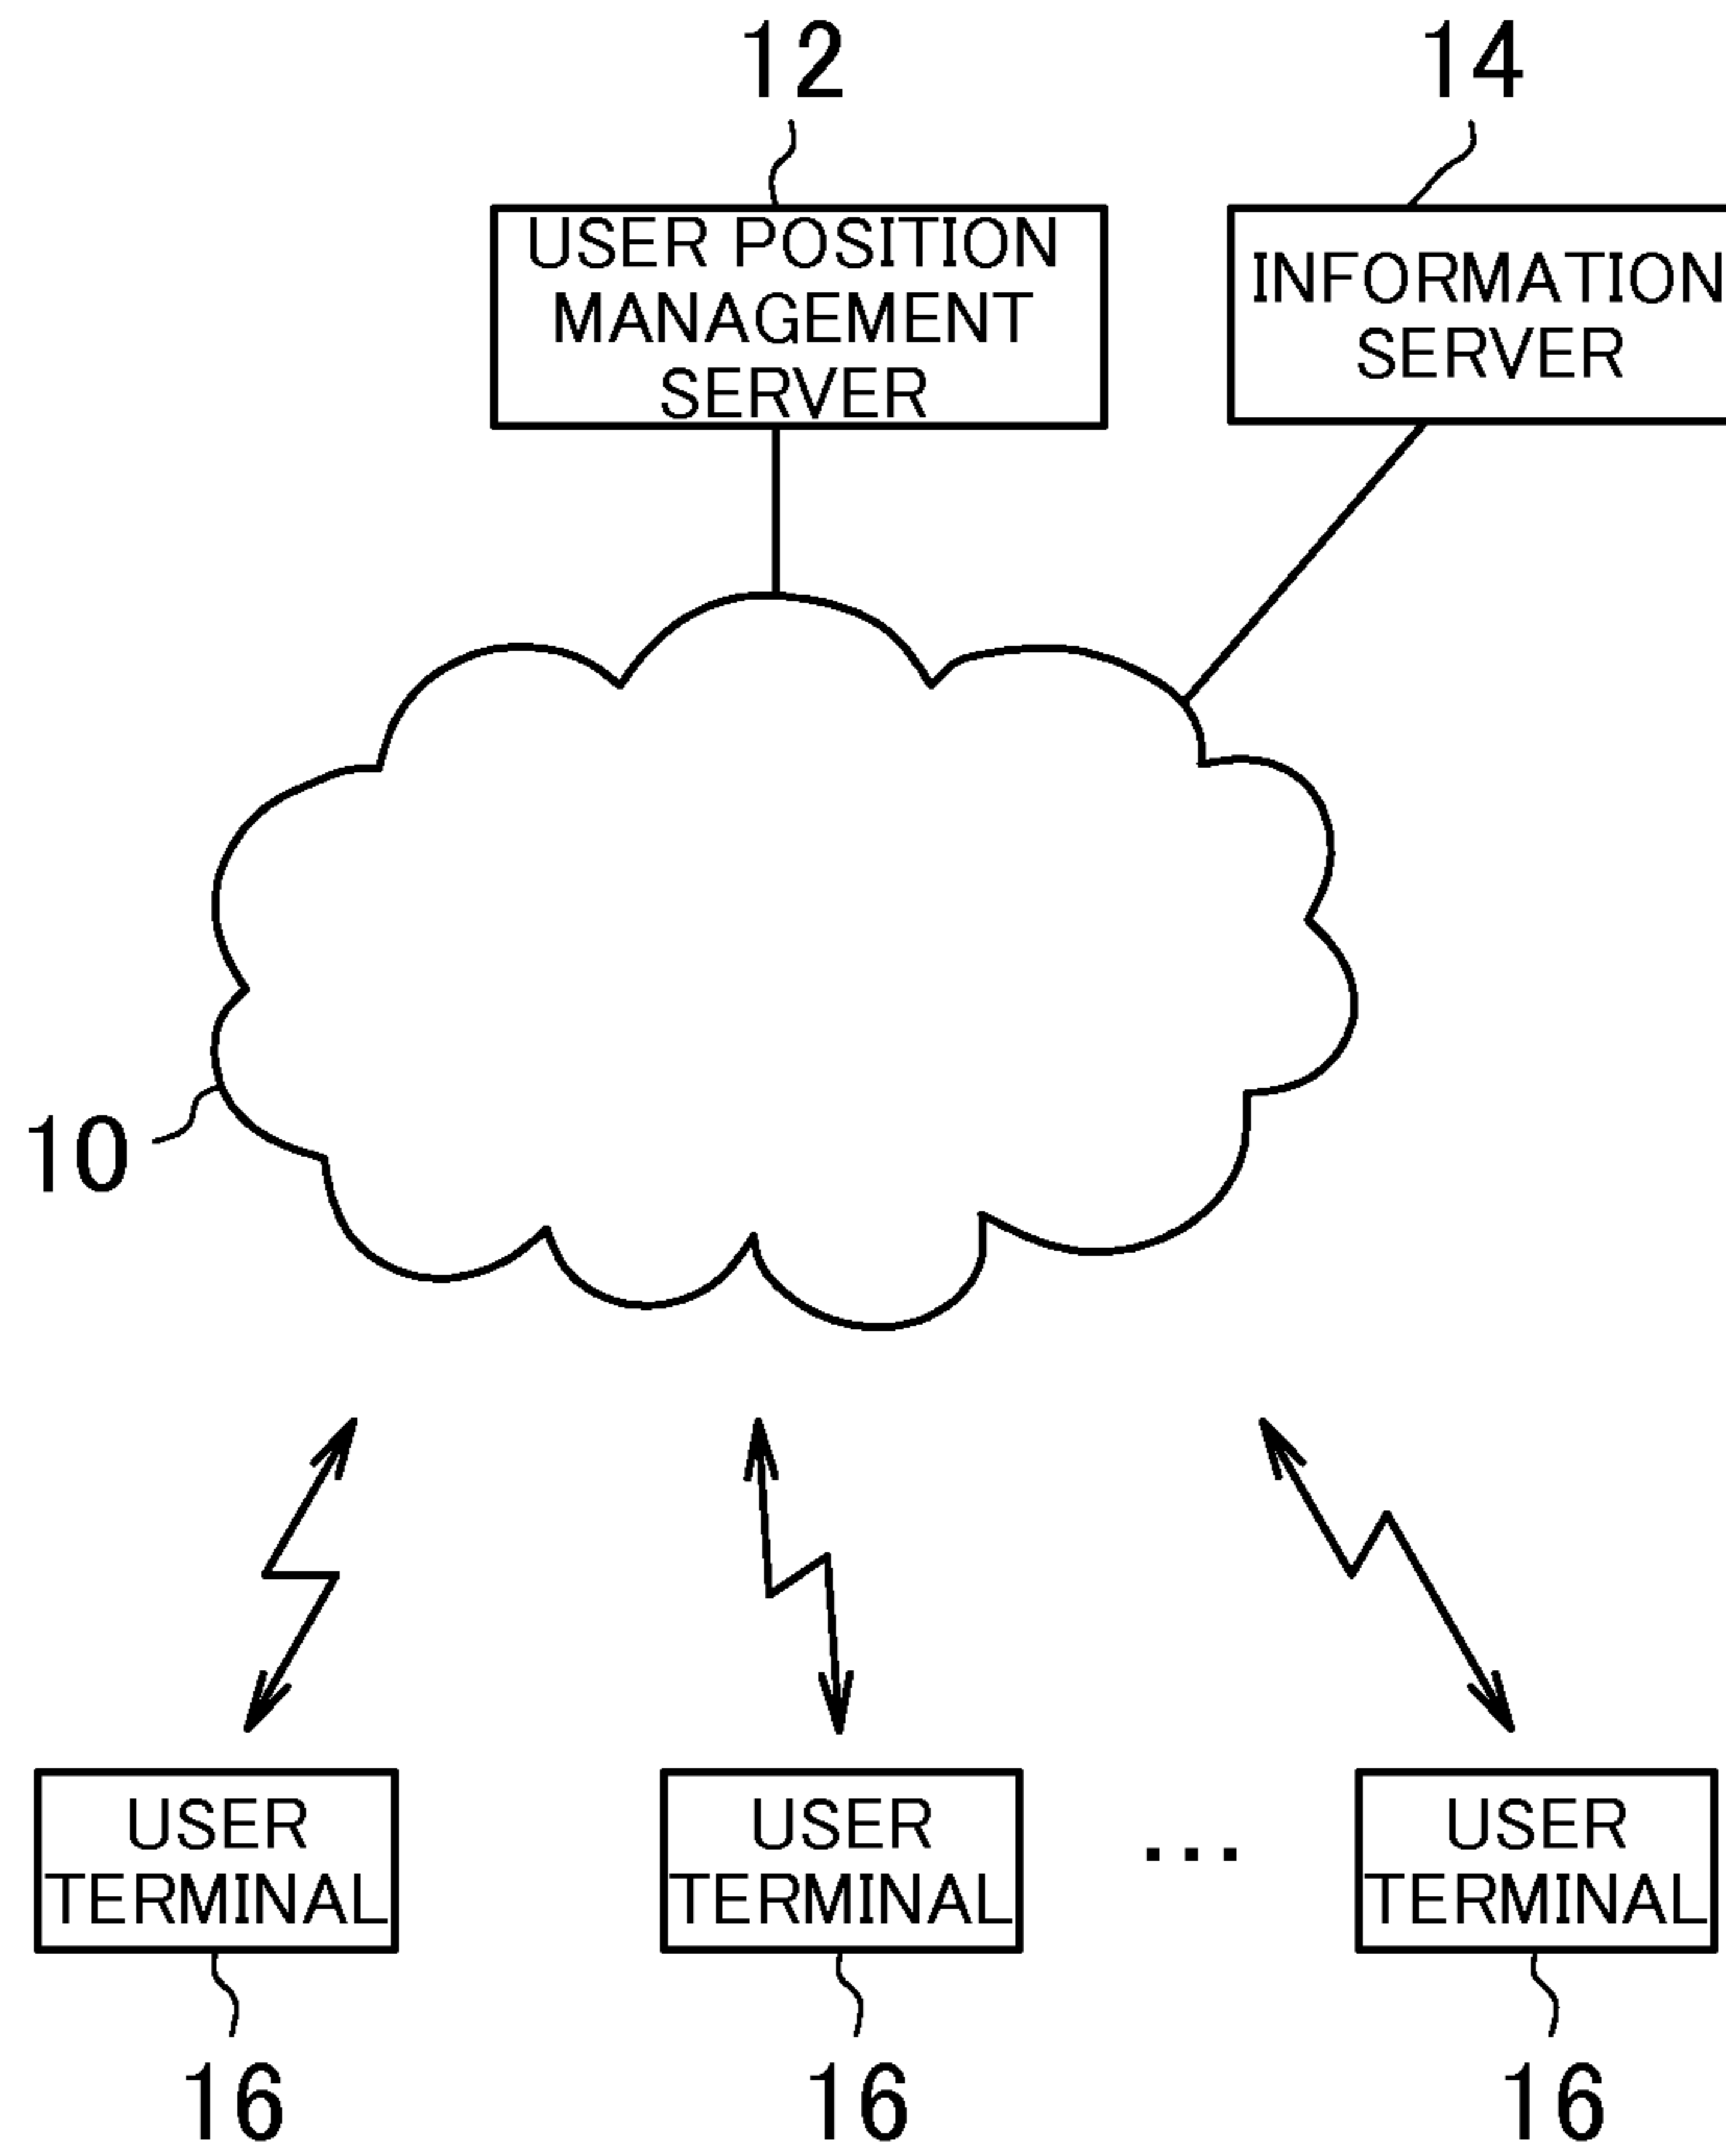 12
14
USER POSITION
MANAGEMENT
SERVER
INFORMATION
SERVER
10
USER
TERMINAL
USER
TERMINAL
...
USER
TERMINAL
16
16
16